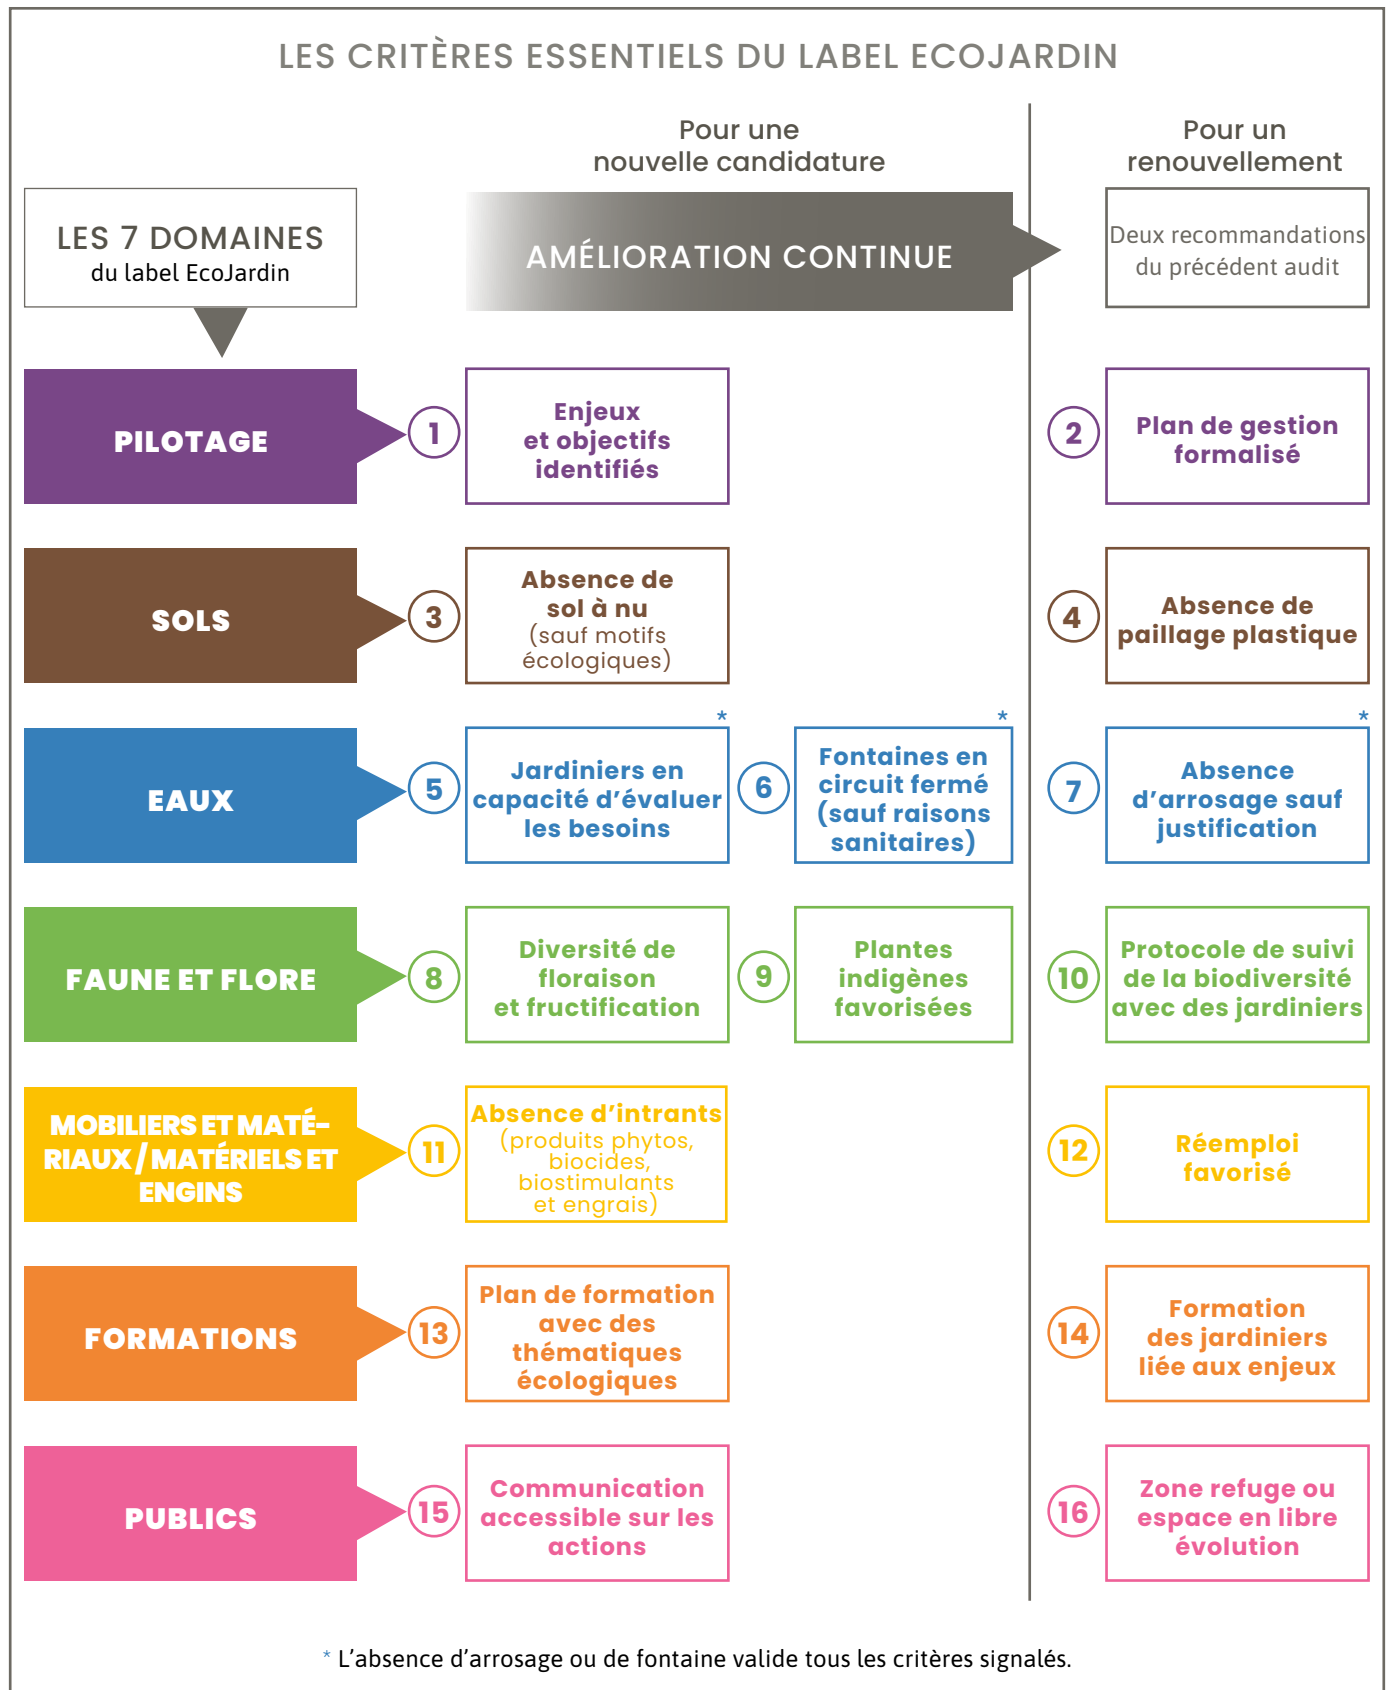 LES CRITÈRES ESSENTIELS DU LABEL ECOJARDIN
Pour une
nouvelle candidature
Pour un
renouvellement
LES 7 DOMAINES
du label EcoJardin
AMÉLIORATION CONTINUE
Deux recommandations
du précédent audit
PILOTAGE
1
Enjeux
et objectifs
identifiés
2
Plan de gestion
formalisé
SOLS
3
Absence de
sol à nu
(sauf motifs
écologiques)
4
Absence de
paillage plastique
EAUX
5
*
Jardiniers en
capacité d’évaluer
les besoins
6
*
Fontaines en
circuit fermé
(sauf raisons
sanitaires)
7
*
Absence
d’arrosage sauf
justification
FAUNE ET FLORE
8
Diversité de
floraison
et fructification
9
Plantes
indigènes
favorisées
10
Protocole de suivi
de la biodiversité
avec des jardiniers
MOBILIERS ET MATÉ-
RIAUX / MATÉRIELS ET
ENGINS
11
Absence d’intrants
(produits phytos,
biocides,
biostimulants
et engrais)
12
Réemploi
favorisé
FORMATIONS
13
Plan de formation
avec des
thématiques
écologiques
14
Formation
des jardiniers
liée aux enjeux
PUBLICS
15
Communication
accessible sur les
actions
16
Zone refuge ou
espace en libre
évolution
* L’absence d’arrosage ou de fontaine valide tous les critères signalés.